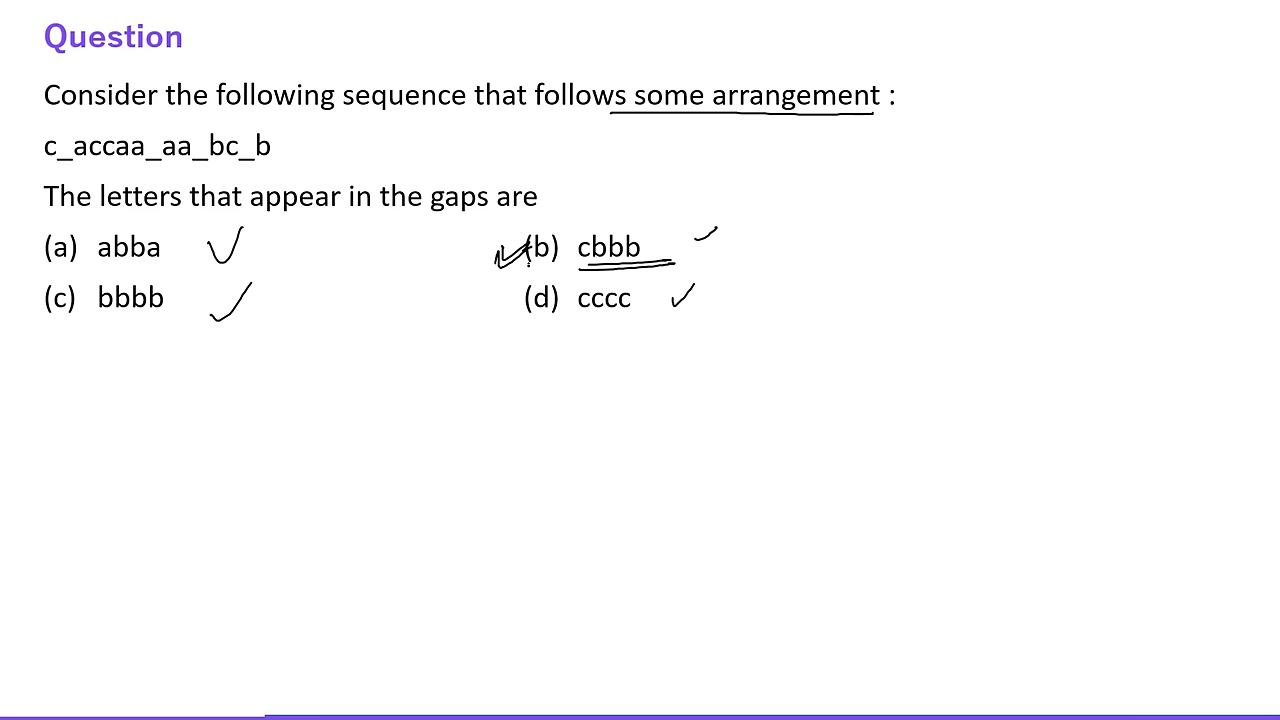 Question
Consider the following sequence that follows some arrangement :
c_accaa_aa_bc_b
The letters that appear in the gaps are
(a) abba
(b) cbbb
(c) bbbb
(d) cccc